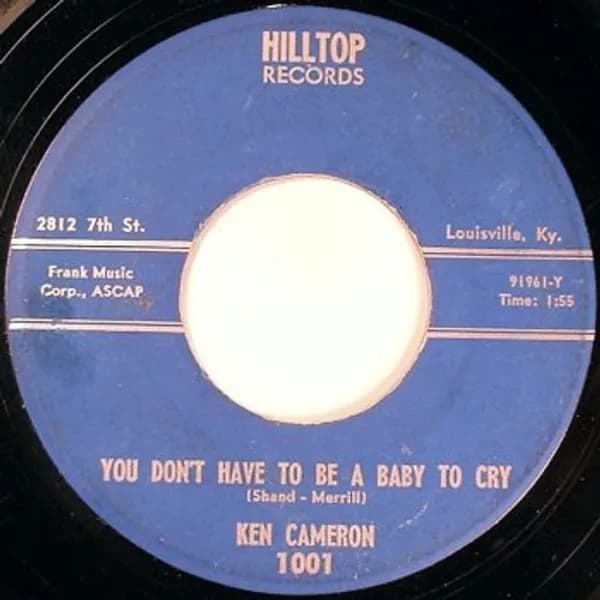 HILLTOP
RECORDS
2812 7th St.
Louisville, Ky.
Frank Music
Corp., ASCAP
91961-Y
Time: 1:55
YOU DON'T HAVE TO BE A BABY TO CRY
(Shand - Merrill)
KEN CAMERON
1001